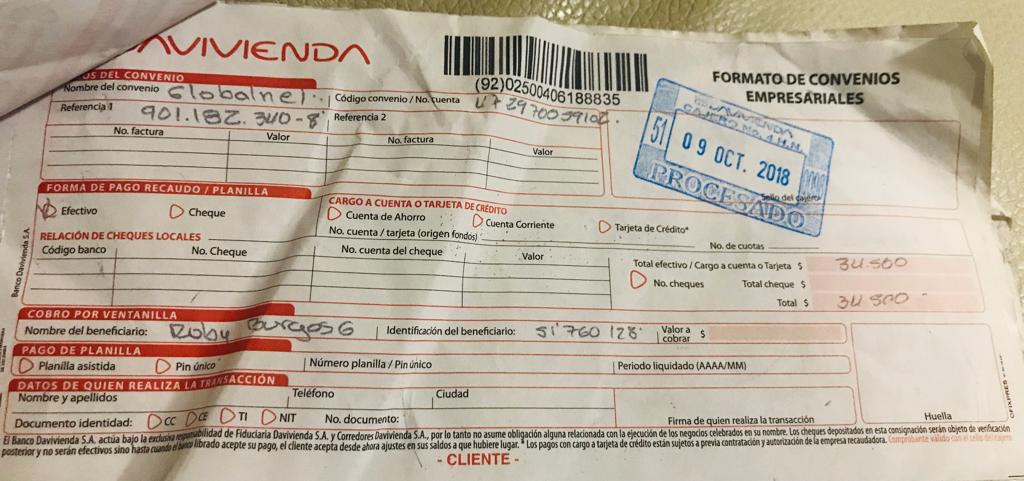 DAVIVIENDA
(92)02500406188835
FORMATO DE CONVENIOS
EMPRESARIALES
OS DEL CONVENIO
Nombre del convenio Globalnet
Código convenio / No. cuenta
Referencia 1 901.182.340-8
Referencia 2
No. factura Valor No. factura Valor
DAVIVIENDA
51 09 OCT. 2018
PROCESADO
Sello del cajero
FORMA DE PAGO RECAUDO / PLANILLA
Efectivo Cheque
CARGO A CUENTA O TARJETA DE CRÉDITO
Cuenta de Ahorro Cuenta Corriente Tarjeta de Crédito*
No. cuenta / tarjeta (origen fondos) No. de cuotas
RELACIÓN DE CHEQUES LOCALES
Código banco No. Cheque No. cuenta del cheque Valor
Total efectivo / Cargo a cuenta o Tarjeta $ 34.500
No. cheques Total cheque $
Total $ 34.500
Banco Davivienda S.A.
COBRO POR VENTANILLA
Nombre del beneficiario: Roby Burgos G Identificación del beneficiario: 51'760128 Valor a cobrar $
PAGO DE PLANILLA
Planilla asistida Pin único Número planilla / Pin único Periodo liquidado (AAAA/MM)
DATOS DE QUIEN REALIZA LA TRANSACCIÓN
Nombre y apellidos Teléfono Ciudad
Documento identidad: CC CE TI NIT No. documento: Firma de quien realiza la transacción Huella
El Banco Davivienda S.A. actúa bajo la exclusiva responsabilidad de Fiduciaria Davivienda S.A. y Corredores Davivienda S.A., por lo tanto no asume obligación alguna relacionada con la ejecución de los negocios celebrados en su nombre. Los cheques depositados en esta consignación serán objeto de verificación
posterior y no serán efectivos sino hasta cuando el banco librado acepte su pago, el cliente acepta desde ahora ajustes en sus saldos a que hubiere lugar. * Los pagos con cargo a tarjeta de crédito están sujetos a previa contratación y autorización de la empresa recaudadora. Comprobante válido con el sello del cajero
- CLIENTE -